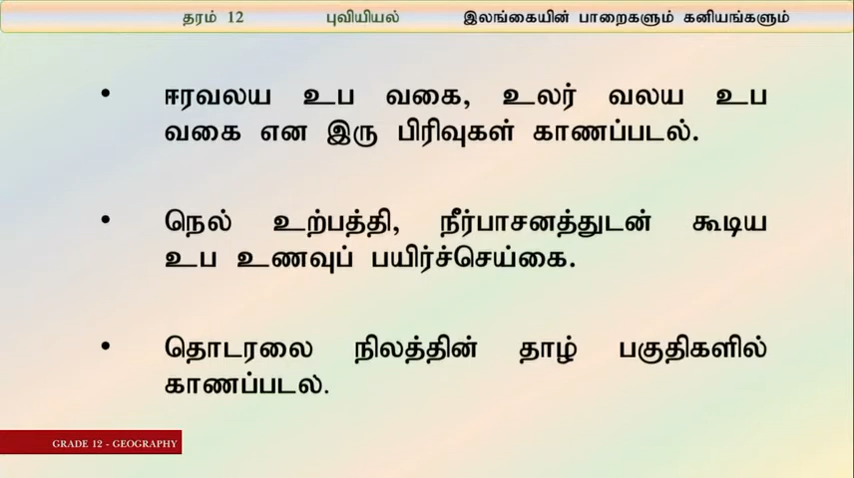 தரம் 12 புவியியல் இலங்கையின் பாறைகளும் கனியங்களும்
• ஈரவலய உப வகை, உலர் வலய உப
வகை என இரு பிரிவுகள் காணப்படல்.
• நெல் உற்பத்தி, நீர்பாசனத்துடன் கூடிய
உப உணவுப் பயிர்ச்செய்கை.
• தொடரலை நிலத்தின் தாழ் பகுதிகளில்
காணப்படல்.
GRADE 12 - GEOGRAPHY